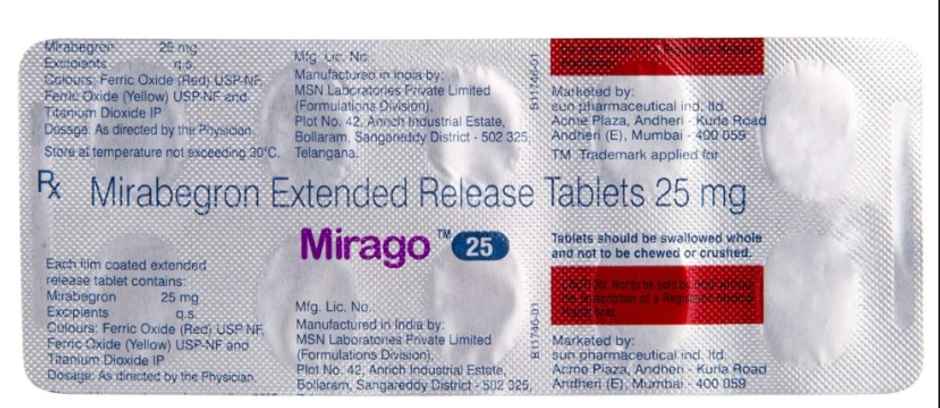 Mirabegron 25 mg
Excipients q.s.
Colours: Ferric Oxide (Red) USP-NF
Ferric Oxide (Yellow) USP-NF and
Titanium Dioxide IP
Dosage: As directed by the Physician.
Store at temperature not exceeding 30°C.
Mfg. Lic. No.
Manufactured in India by:
MSN Laboratories Private Limited
(Formulations Division),
Plot No. 42, Anrich Industrial Estate,
Bollaram, Sangareddy District - 502 325,
Telangana.
B11746-01
Marketed by:
sun pharmaceutical ind. ltd.
Acme Plaza, Andheri - Kurla Road
Andheri (E), Mumbai - 400 059
TM Trademark applied for
Rx Mirabegron Extended Release Tablets 25 mg
Mirago™ 25
Tablets should be swallowed whole
and not to be chewed or crushed.
Each film coated extended
release tablet contains:
Mirabegron 25 mg
Excipients q.s.
Colours: Ferric Oxide (Red) USP NF,
Ferric Oxide (Yellow) USP-NF and
Titanium Dioxide IP
Dosage: As directed by the Physician.
Mfg. Lic. No.
Manufactured in India by:
MSN Laboratories Private Limited
(Formulations Division),
Plot No. 42, Anrich Industrial Estate,
Bollaram, Sangareddy District - 502 325,
B11746-01
Marketed by:
sun pharmaceutical ind. ltd.
Acme Plaza, Andheri - Kurla Road
Andheri (E), Mumbai - 400 059